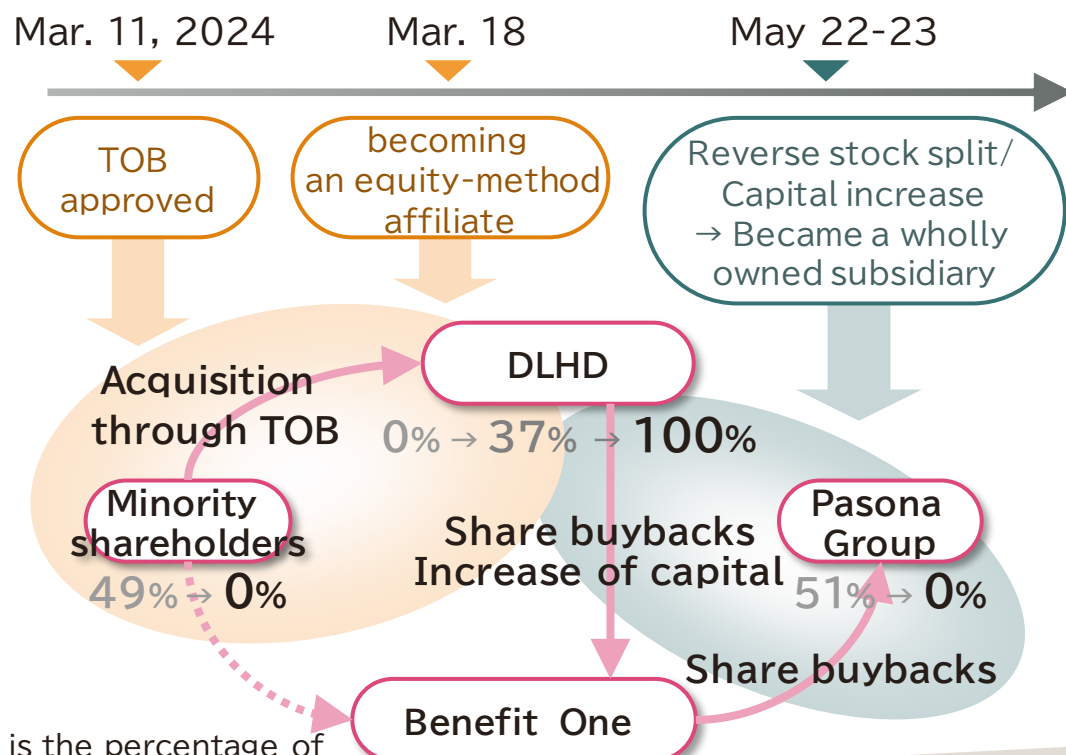 Mar. 11, 2024
Mar. 18
May 22-23
TOB
approved
becoming
an equity-method
affiliate
Reverse stock split/
Capital increase
→ Became a wholly
owned subsidiary
Acquisition
through TOB
DLHD
0% → 37% → 100%
Minority
shareholders
49% → 0%
Share buybacks
Increase of capital
Pasona
Group
51% → 0%
Share buybacks
Benefit One
is the percentage of